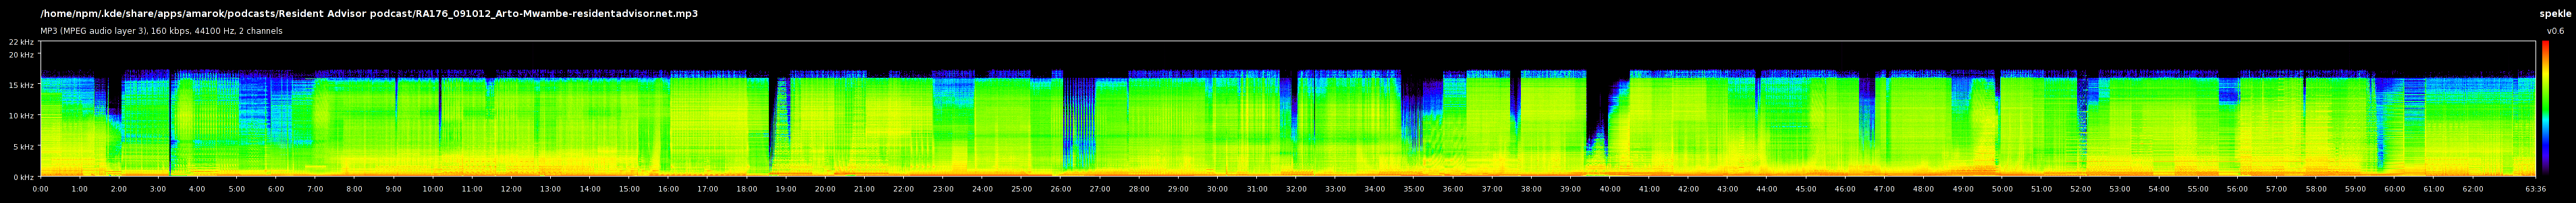 /home/npm/.kde/share/apps/amarok/podcasts/Resident Advisor podcast/RA176_091012_Arto-Mwambe-residentadvisor.net.mp3
spekle
MP3 (MPEG audio layer 3), 160 kbps, 44100 Hz, 2 channels
v0.6
22 kHz
20 kHz
15 kHz
10 kHz
5 kHz
0 kHz
0:00 1:00 2:00 3:00 4:00 5:00 6:00 7:00 8:00 9:00 10:00 11:00 12:00 13:00 14:00 15:00 16:00 17:00 18:00 19:00 20:00 21:00 22:00 23:00 24:00 25:00 26:00 27:00 28:00 29:00 30:00 31:00 32:00 33:00 34:00 35:00 36:00 37:00 38:00 39:00 40:00 41:00 42:00 43:00 44:00 45:00 46:00 47:00 48:00 49:00 50:00 51:00 52:00 53:00 54:00 55:00 56:00 57:00 58:00 59:00 60:00 61:00 62:00 63:36